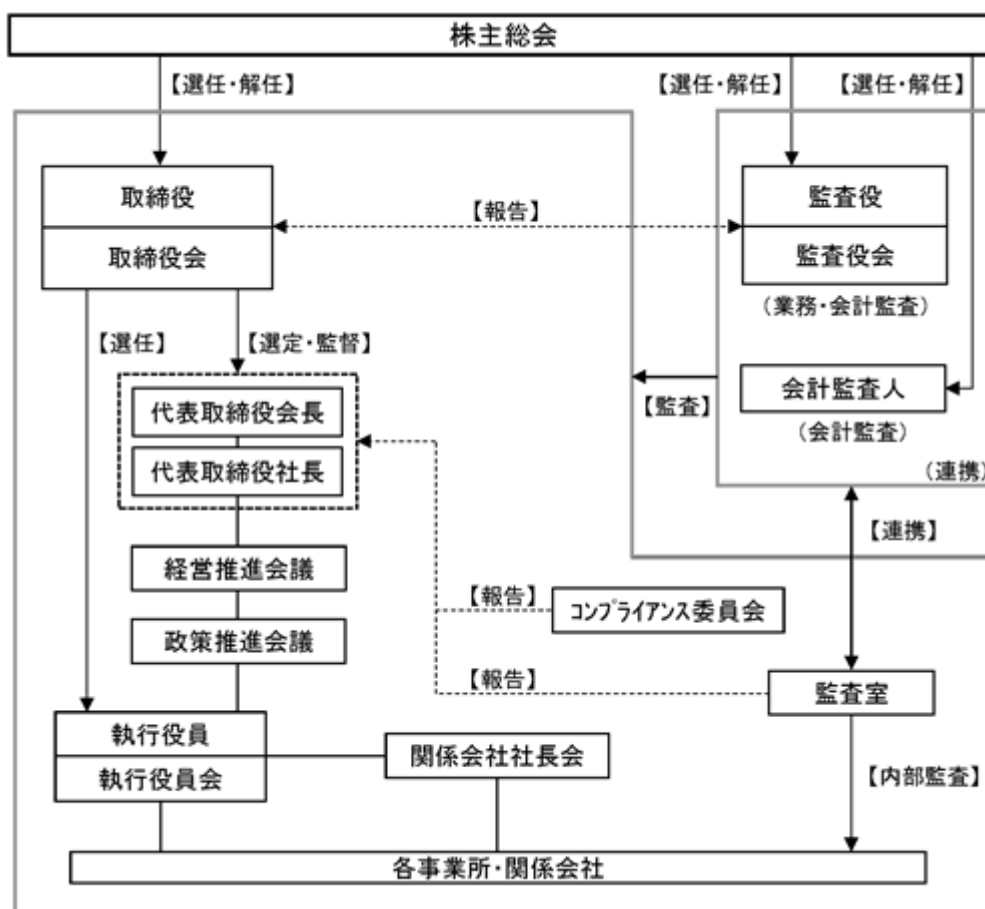 株主総会
【選任・解任】
【選任・解任】
【選任・解任】
取締役
取締役会
【報告】
監査役
監査役会
(業務・会計監査)
【選任】
【選定・監督】
代表取締役会長
代表取締役社長
【監査】
会計監査人
(会計監査)
(連携)
【連携】
経営推進会議
【報告】
コンプライアンス委員会
政策推進会議
【報告】
監査室
執行役員
執行役員会
関係会社社長会
【内部監査】
各事業所・関係会社